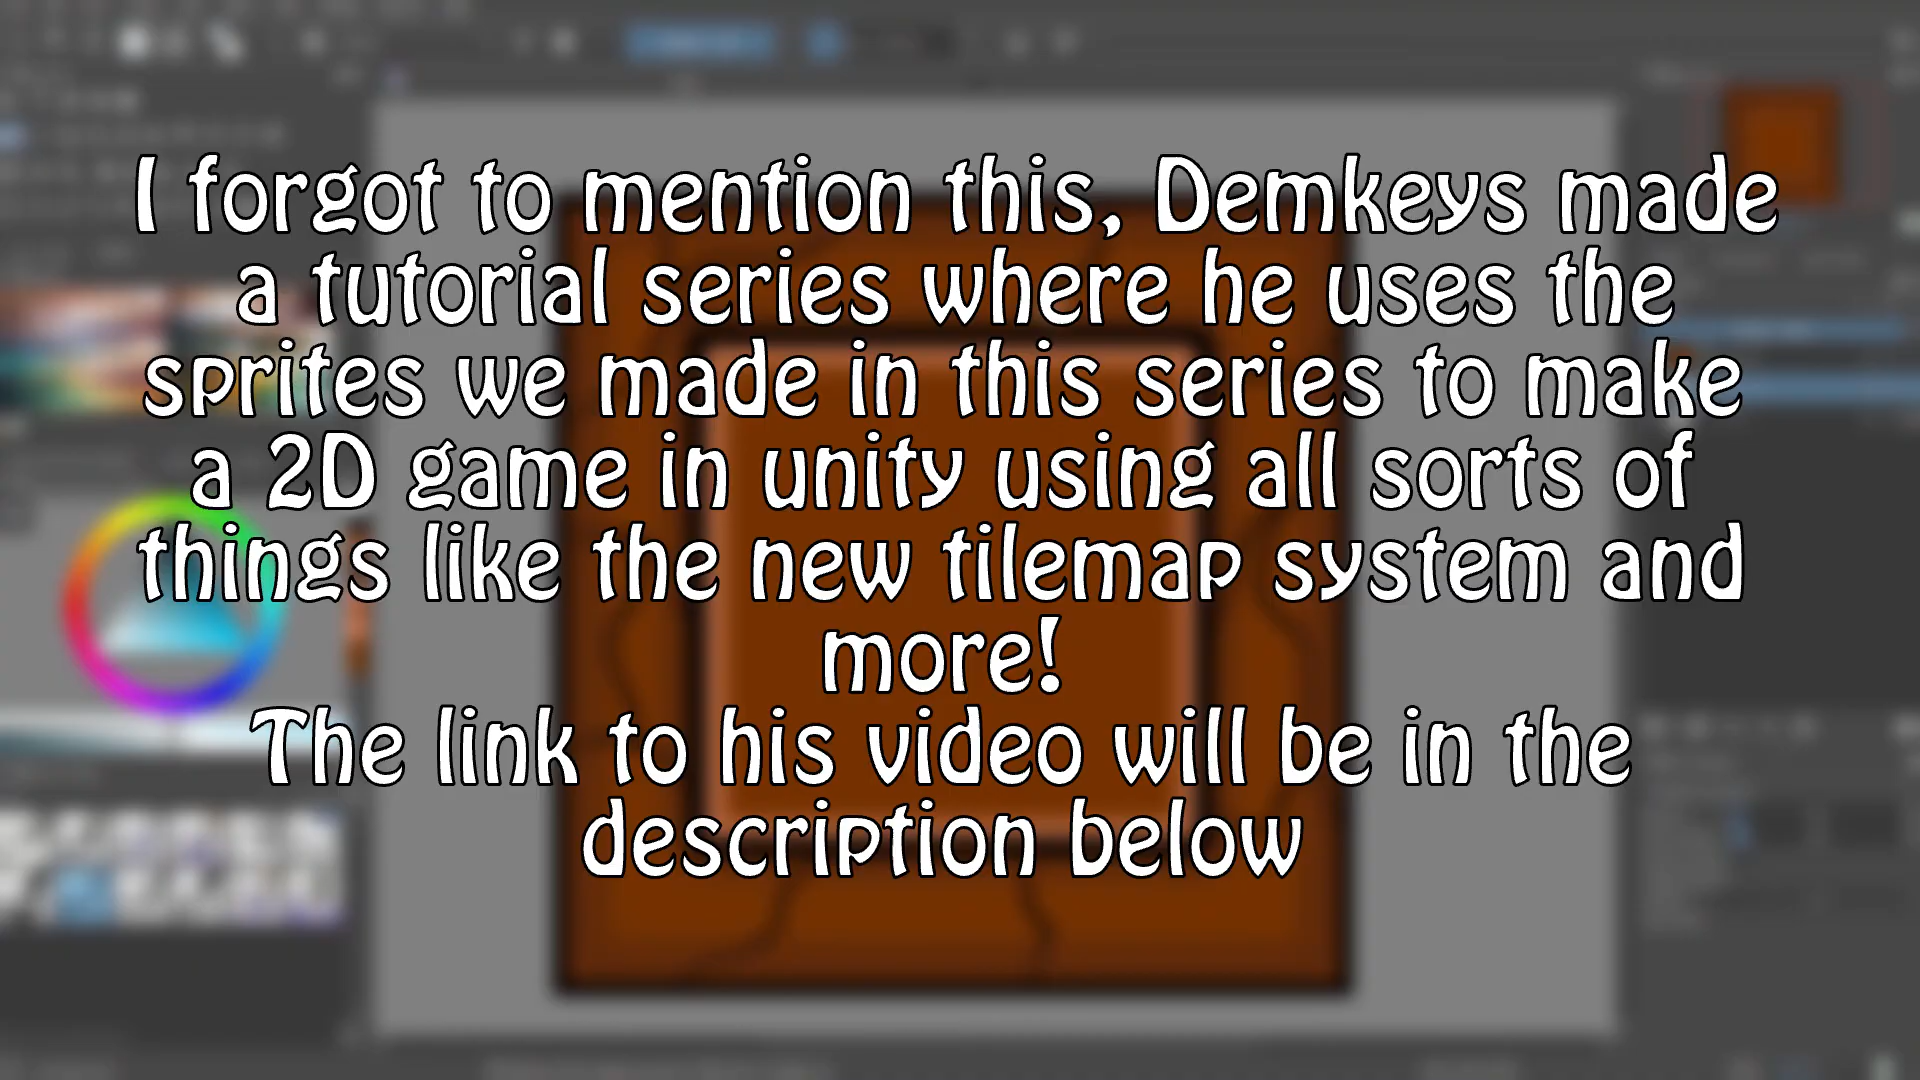 I forgot to mention this, Demkeys made
a tutorial series where he uses the
sprites we made in this series to make
a 2D game in unity using all sorts of
things like the new tilemap system and
more!
The link to his video will be in the
description below